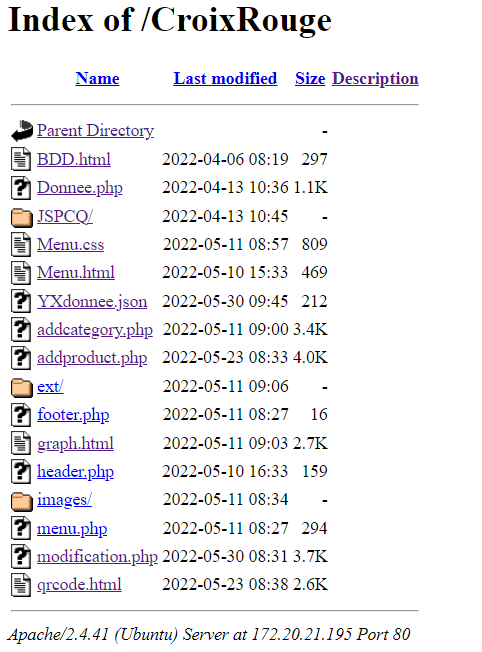 Index of /CroixRouge
Name Last modified Size Description
Parent Directory -
BDD.html 2022-04-06 08:19 297
Donnee.php 2022-04-13 10:36 1.1K
JSPCQ/ 2022-04-13 10:45 -
Menu.css 2022-05-11 08:57 809
Menu.html 2022-05-10 15:33 469
YXdonnee.json 2022-05-30 09:45 212
addcategory.php 2022-05-11 09:00 3.4K
addproduct.php 2022-05-23 08:33 4.0K
ext/ 2022-05-11 09:06 -
footer.php 2022-05-11 08:27 16
graph.html 2022-05-11 09:03 2.7K
header.php 2022-05-10 16:33 159
images/ 2022-05-11 08:34 -
menu.php 2022-05-11 08:27 294
modification.php 2022-05-30 08:31 3.7K
qrcode.html 2022-05-23 08:38 2.6K
Apache/2.4.41 (Ubuntu) Server at 172.20.21.195 Port 80